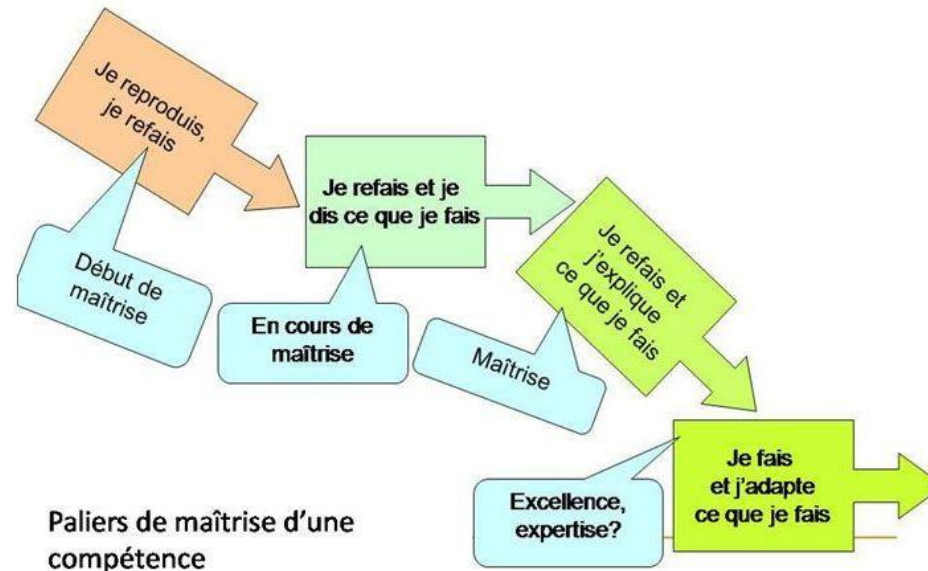 Je reproduis,
je refais
Début de
maîtrise
Je refais et je
dis ce que je fais
En cours de
maîtrise
Je refais et
j'explique
ce que je fais
Maîtrise
Je fais
et j'adapte
ce que je fais
Excellence,
expertise?
Paliers de maîtrise d'une
compétence